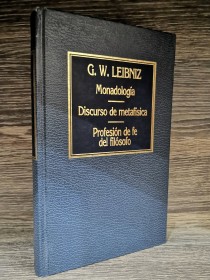 G. W. LEIBNIZ
Monadología
Discurso de metafísica
Profesión de fe
del filósofo